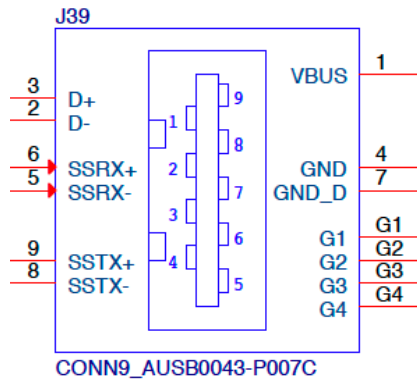 J39
VBUS 1
3 D+
2 D-
9
1
8
6 SSRX+
GND 4
2
5 SSRX-
GND_D 7
7
3
6
G1 G1
9 SSTX+
4
G2 G2
8 SSTX-
5
G3 G3
G4 G4
CONN9_AUSB0043-P007C